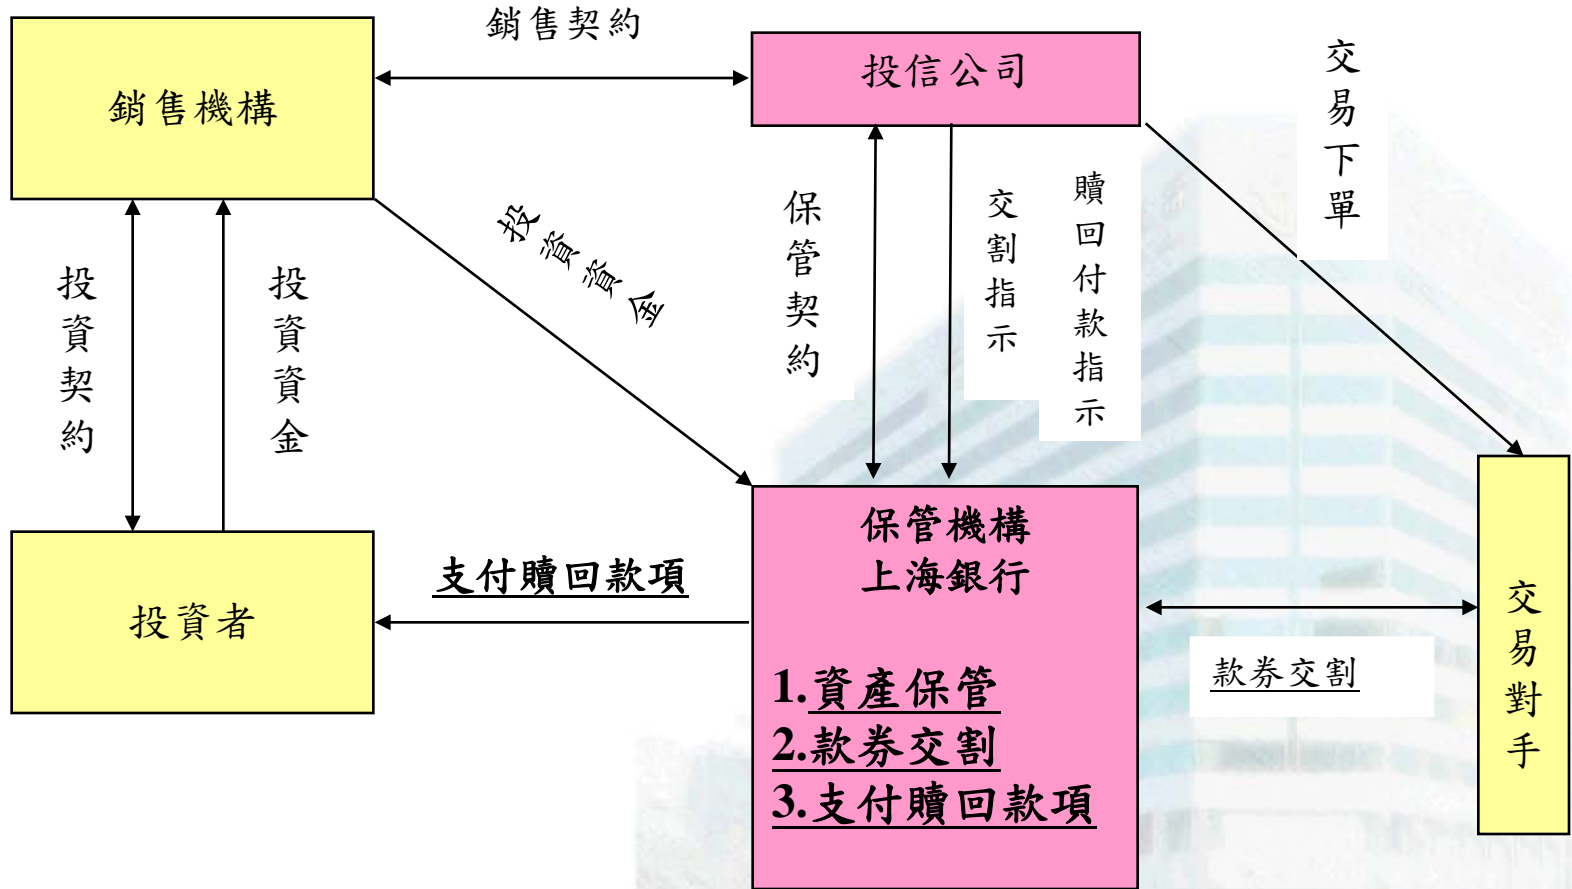 銷售契約
銷售機構
投信公司
交易下單
投資契約
投資資金
投資資金
保管契約
交割指示
贖回付款指示
投資者
支付贖回款項
保管機構
上海銀行
1.資產保管
2.款券交割
3.支付贖回款項
款券交割
交易對手